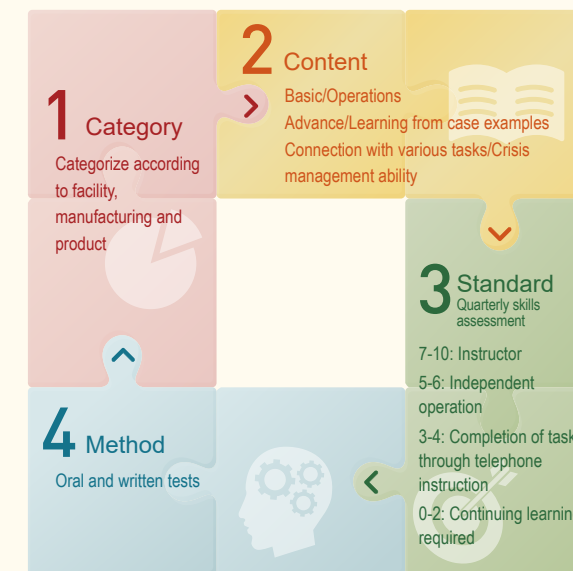 1 Category
Categorize according
to facility,
manufacturing and
product
2 Content
Basic/Operations
Advance/Learning from case examples
Connection with various tasks/Crisis
management ability
3 Standard
Quarterly skills
assessment
7-10: Instructor
5-6: Independent
operation
3-4: Completion of task
through telephone
instruction
0-2: Continuing learnin
required
4 Method
Oral and written tests